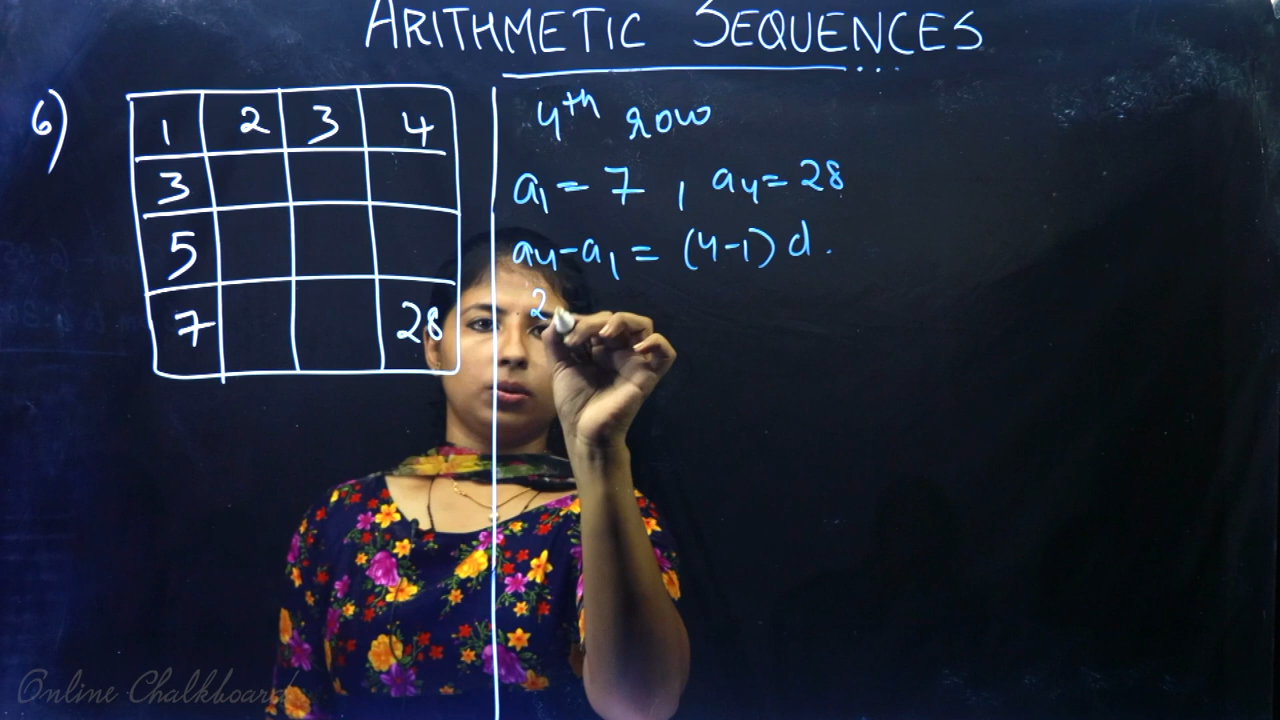 ARITHMETIC SEQUENCES
6)
1 2 3 4
3
5
7 28
4th row
a1 = 7 , a4 = 28
a4 - a1 = (4-1) d.
2
Online Chalkboard